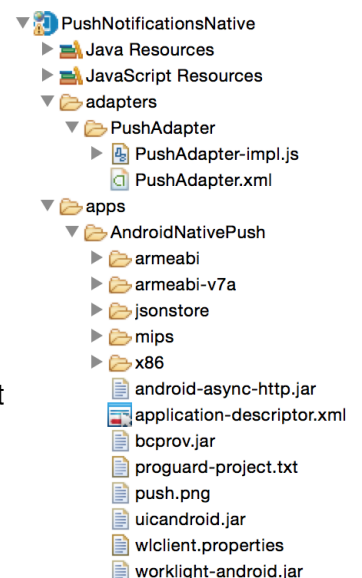 PushNotificationsNative
Java Resources
JavaScript Resources
adapters
PushAdapter
PushAdapter-impl.js
PushAdapter.xml
apps
AndroidNativePush
armeabi
armeabi-v7a
jsonstore
mips
x86
android-async-http.jar
t
application-descriptor.xml
bcprov.jar
proguard-project.txt
push.png
uicandroid.jar
wlclient.properties
worklight-android.jar